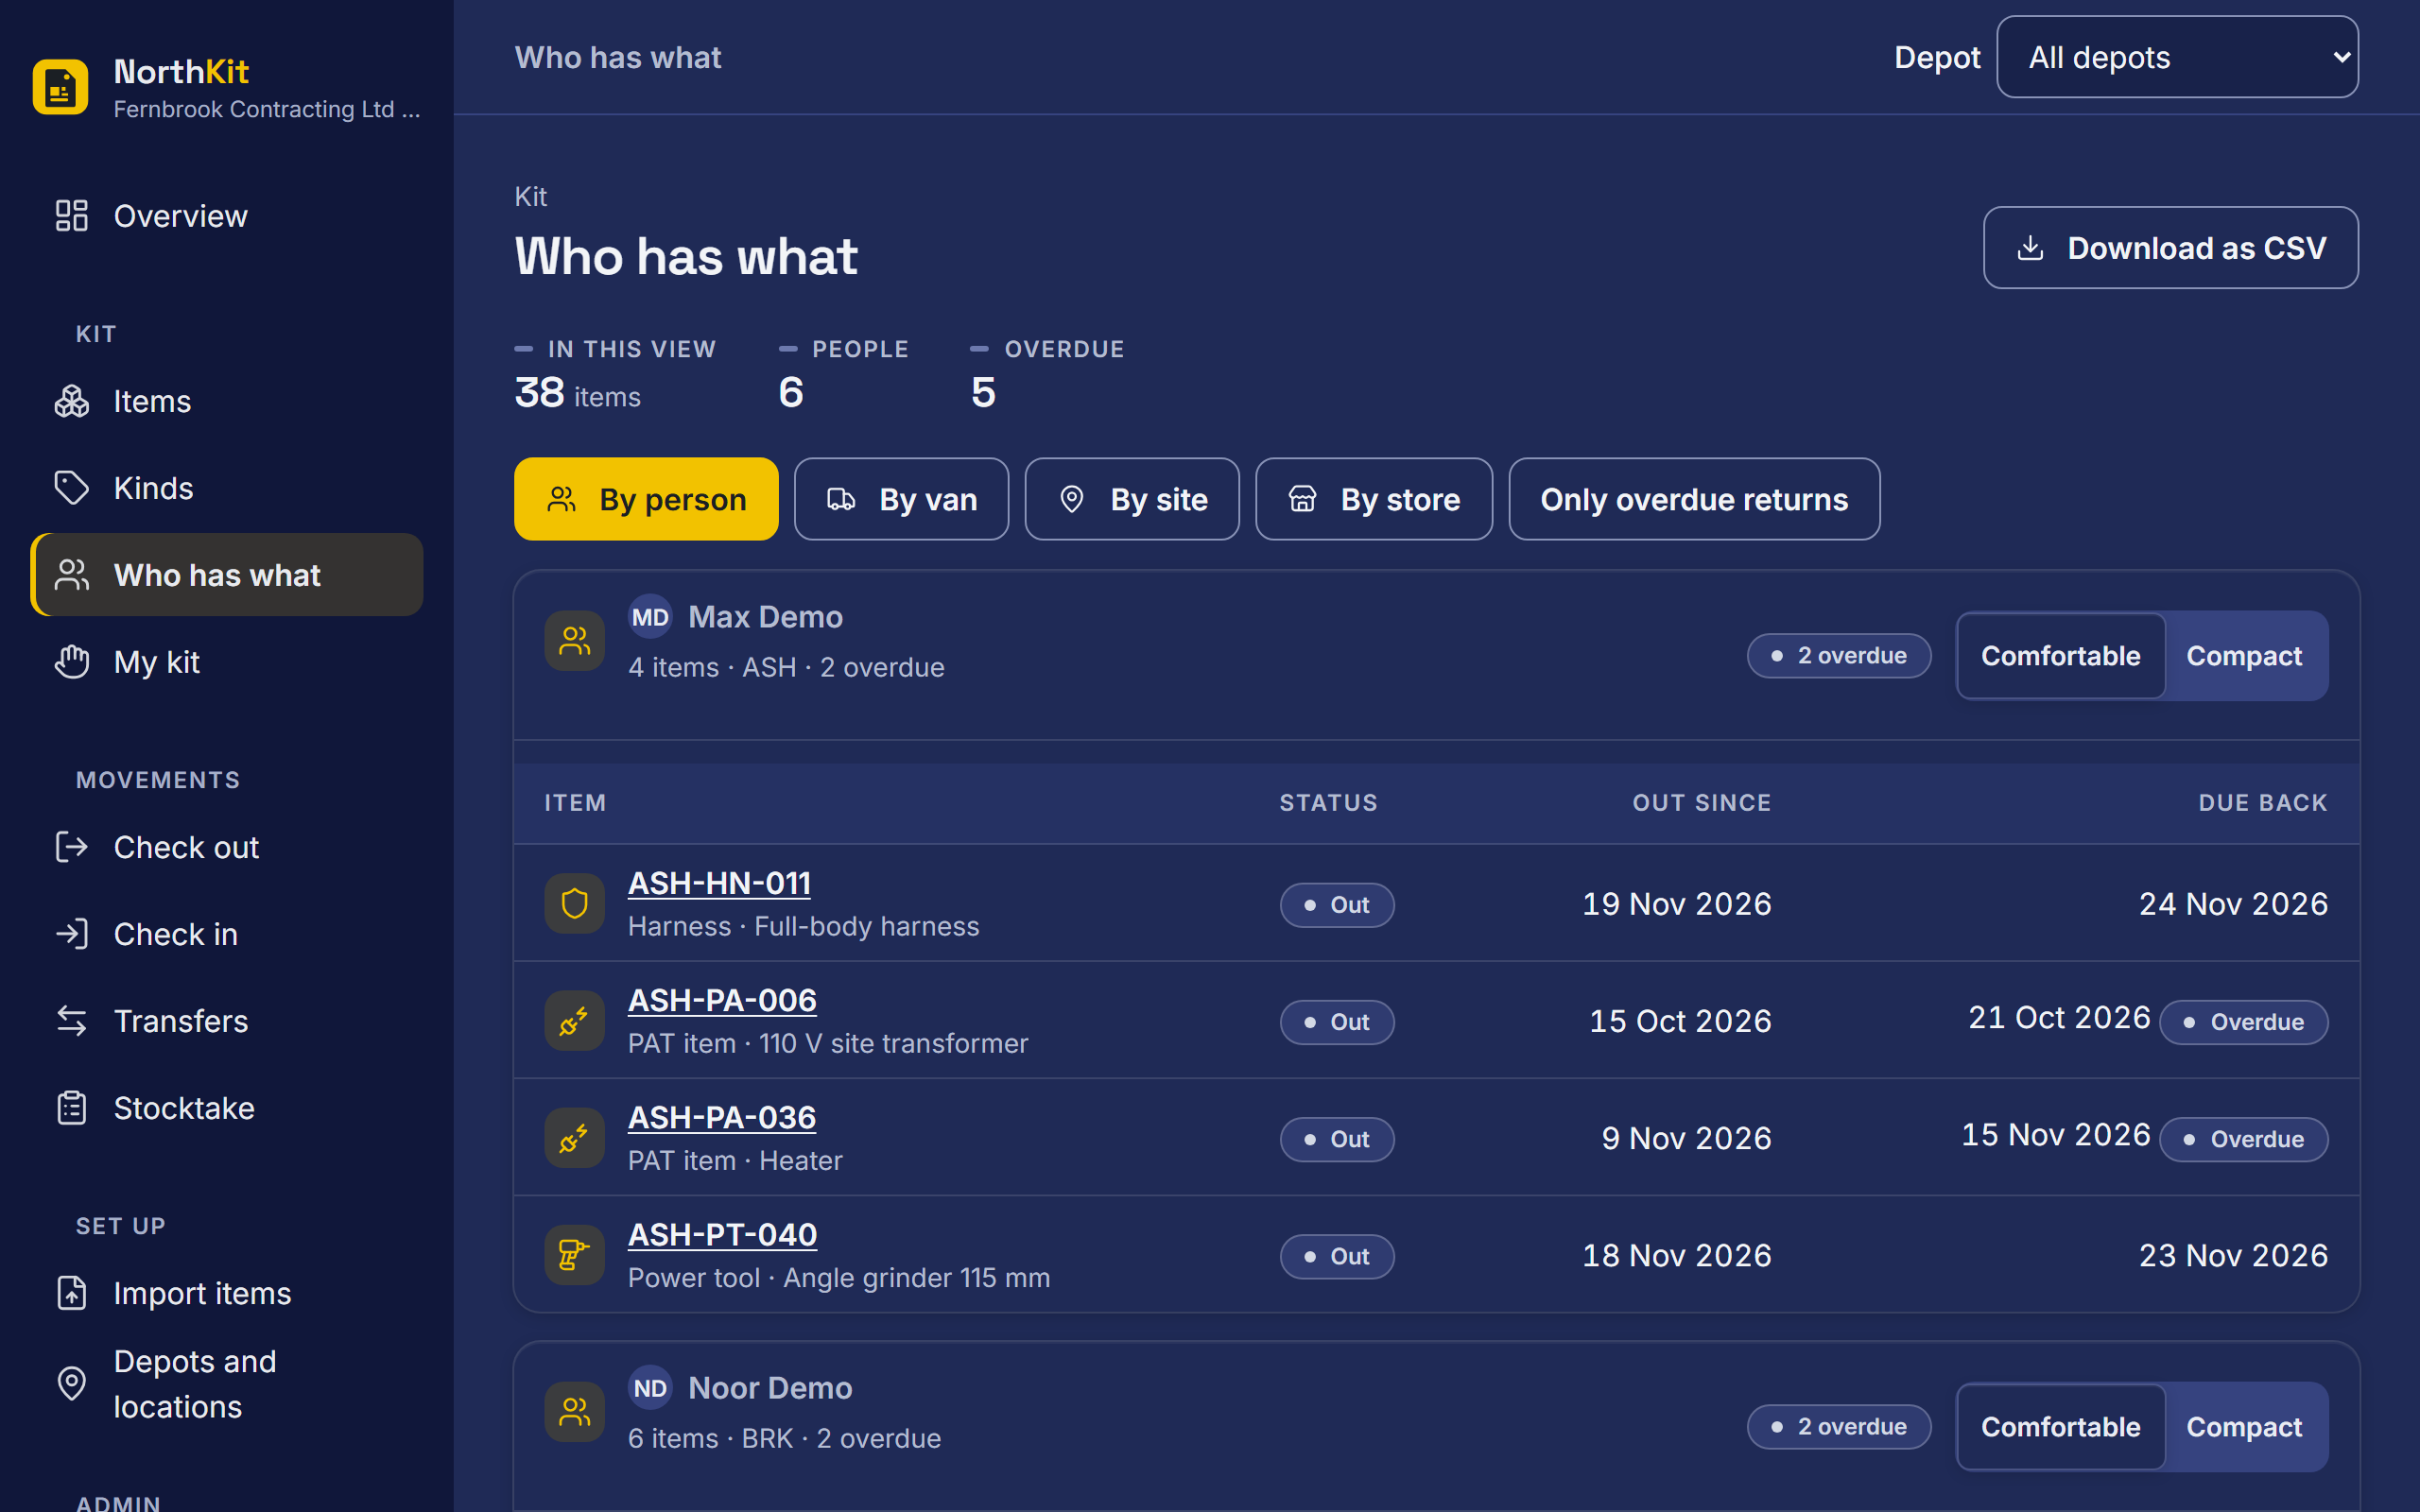 NorthKit
Fernbrook Contracting Ltd ...
Overview
KIT
Items
Kinds
Who has what
My kit
MOVEMENTS
Check out
Check in
Transfers
Stocktake
SET UP
Import items
Depots and
locations
ADMIN
Who has what
Depot
All depots
Kit
Who has what
Download as CSV
IN THIS VIEW
38 items
PEOPLE
6
OVERDUE
5
By person
By van
By site
By store
Only overdue returns
MD Max Demo
4 items · ASH · 2 overdue
2 overdue
Comfortable
Compact
ITEM STATUS OUT SINCE DUE BACK
ASH-HN-011
Harness · Full-body harness
Out
19 Nov 2026
24 Nov 2026
ASH-PA-006
PAT item · 110 V site transformer
Out
15 Oct 2026
21 Oct 2026 Overdue
ASH-PA-036
PAT item · Heater
Out
9 Nov 2026
15 Nov 2026 Overdue
ASH-PT-040
Power tool · Angle grinder 115 mm
Out
18 Nov 2026
23 Nov 2026
ND Noor Demo
6 items · BRK · 2 overdue
2 overdue
Comfortable
Compact